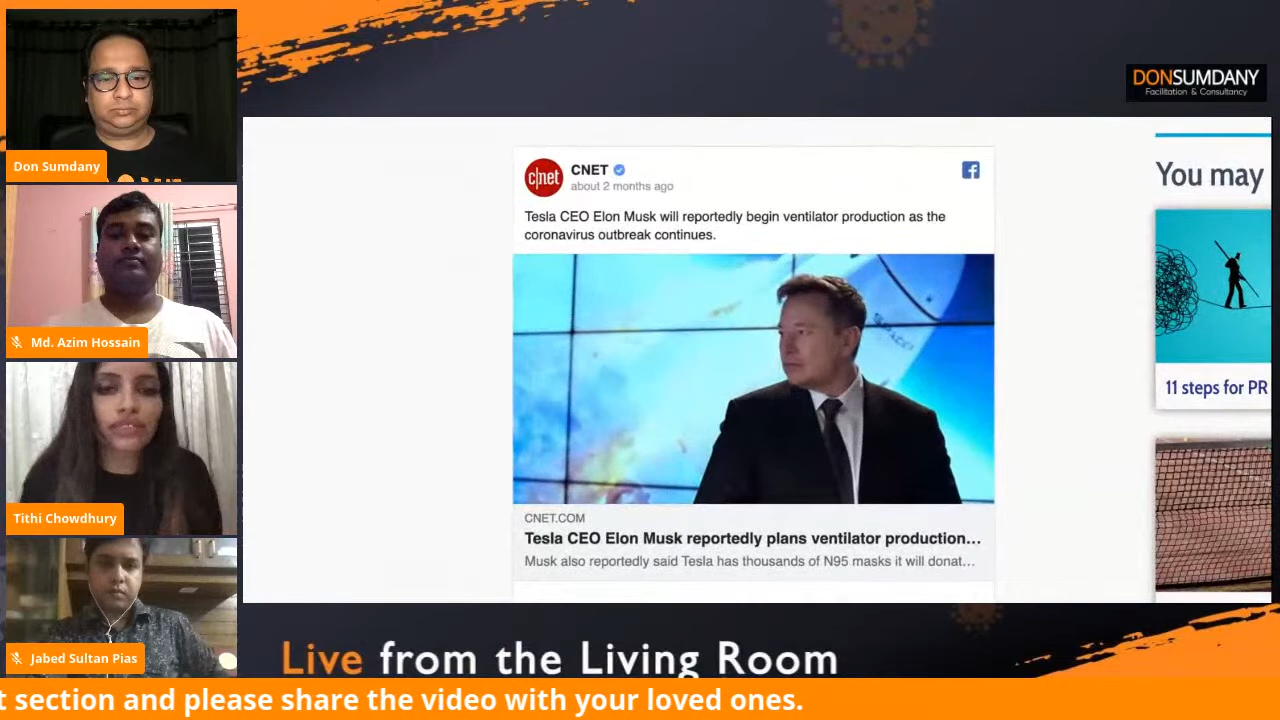 Don Sumdany
Md. Azim Hossain
Tithi Chowdhury
Jabed Sultan Pias
DONSUMDANY
Facilitation & Consultancy
c|net
CNET
about 2 months ago
Tesla CEO Elon Musk will reportedly begin ventilator production as the
coronavirus outbreak continues.
CNET.COM
Tesla CEO Elon Musk reportedly plans ventilator production...
Musk also reportedly said Tesla has thousands of N95 masks it will donat...
You may
11 steps for PR
Live from the Living Room
t section and please share the video with your loved ones.